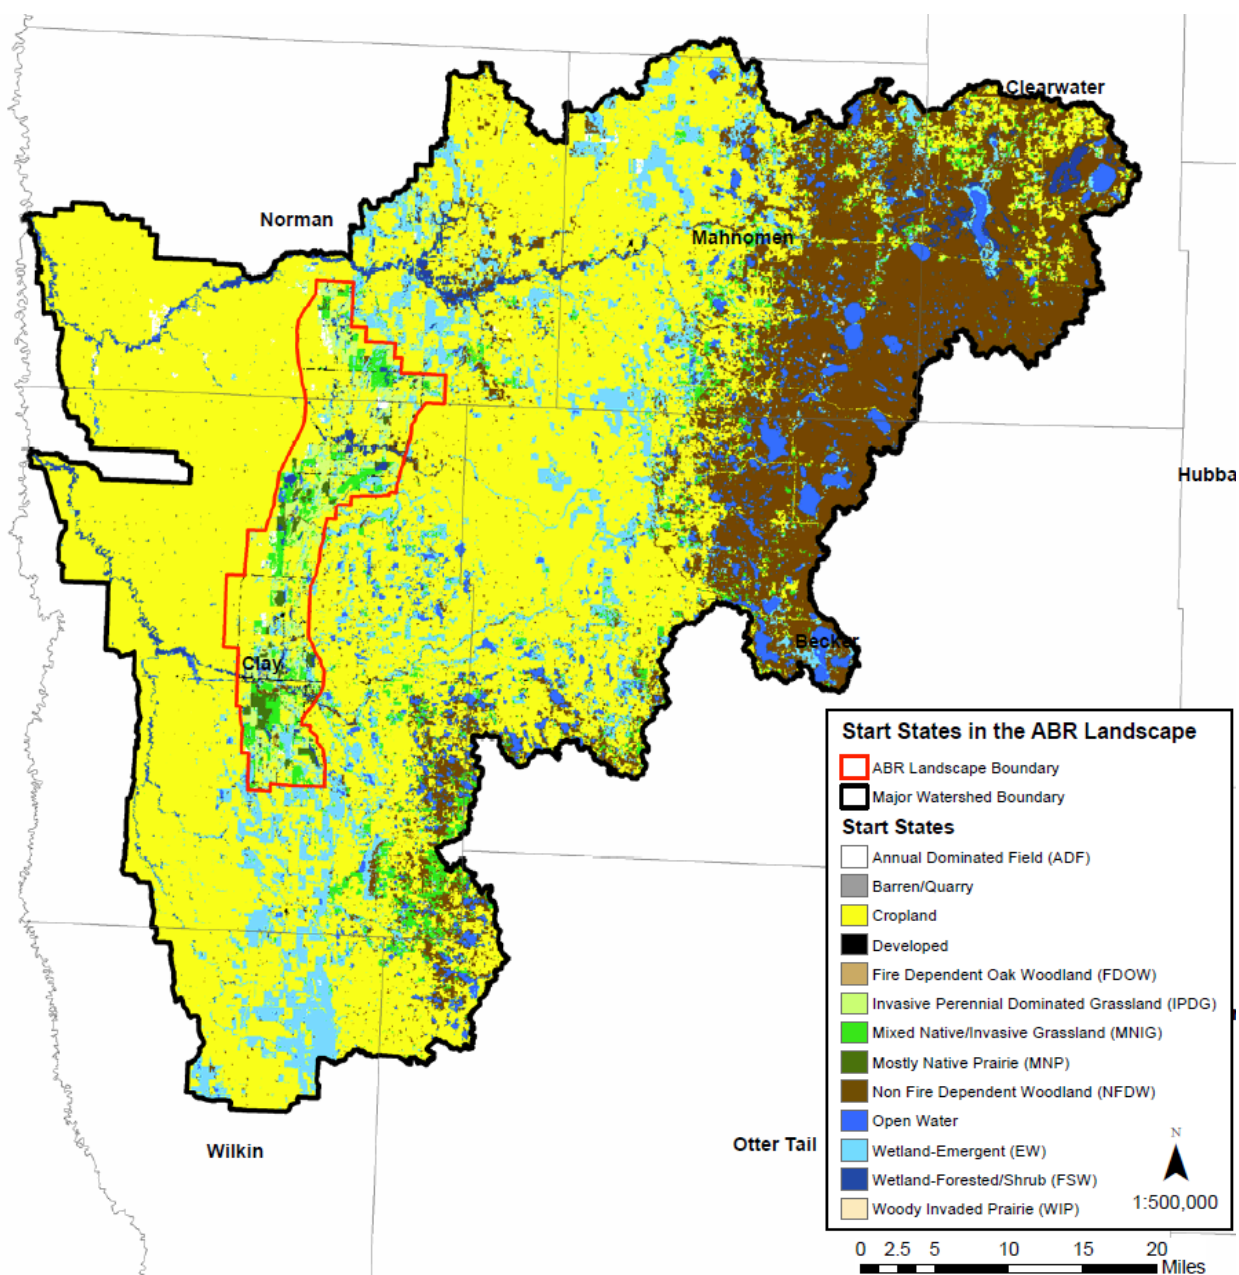 Clearwater
Norman
Mahnomen
Hubba
Becker
Clay
Wilkin
Otter Tail
Start States in the ABR Landscape
ABR Landscape Boundary
Major Watershed Boundary
Start States
Annual Dominated Field (ADF)
Barren/Quarry
Cropland
Developed
Fire Dependent Oak Woodland (FDOW)
Invasive Perennial Dominated Grassland (IPDG)
Mixed Native/Invasive Grassland (MNIG)
Mostly Native Prairie (MNP)
Non Fire Dependent Woodland (NFDW)
Open Water
Wetland-Emergent (EW)
Wetland-Forested/Shrub (FSW)
Woody Invaded Prairie (WIP)
N
1:500,000
0 2.5 5 10 15 20
Miles